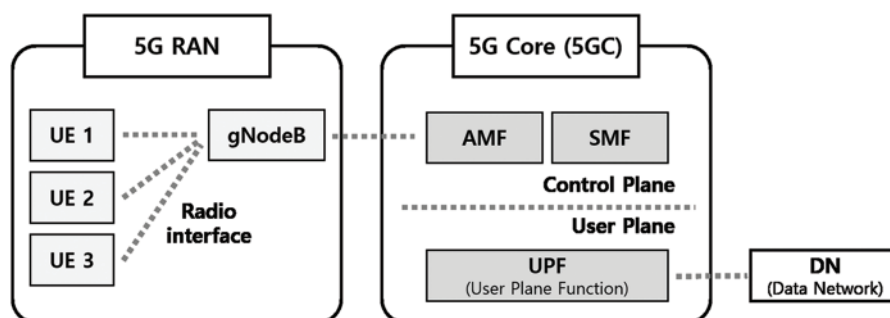 5G RAN
UE 1
UE 2
UE 3
gNodeB
Radio
interface
5G Core (5GC)
AMF
SMF
Control Plane
User Plane
UPF
(User Plane Function)
DN
(Data Network)